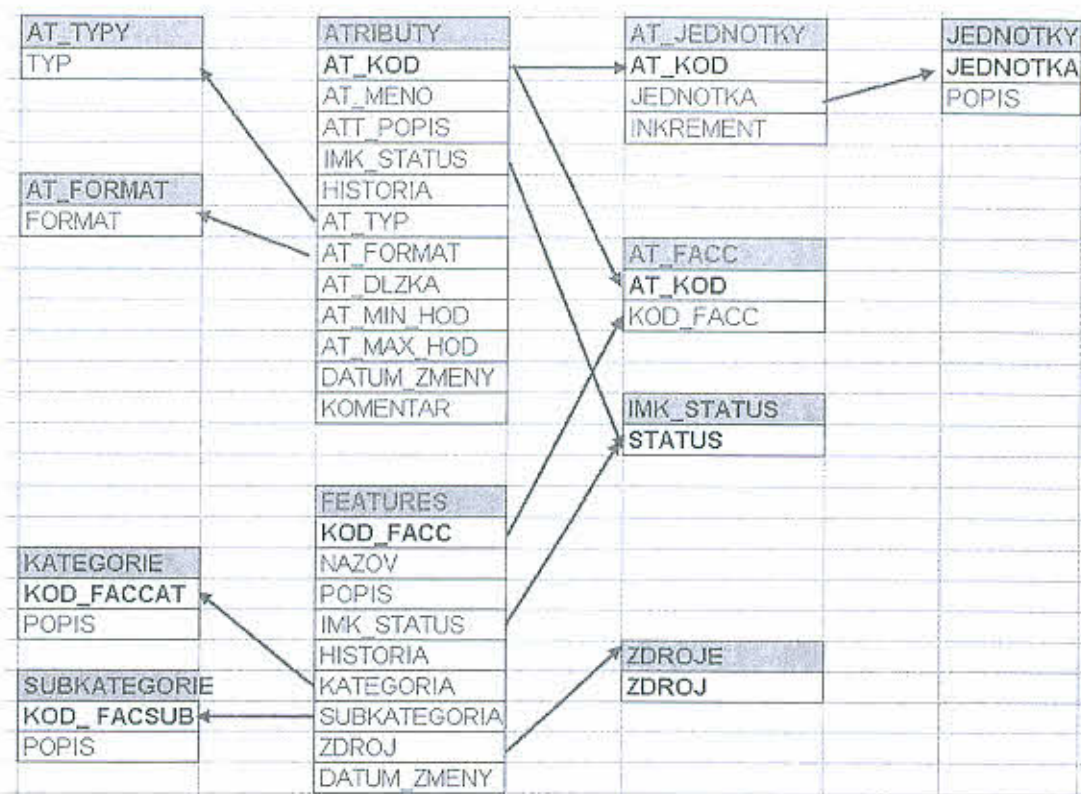 AT_TYPY
TYP
AT_FORMAT
FORMAT
KATEGORIE
KOD_FACCAT
POPIS
SUBKATEGORIE
KOD_ FACSUB
POPIS
ATRIBUTY
AT_KOD
AT_MENO
ATT_POPIS
IMK_STATUS
HISTORIA
AT_TYP
AT_FORMAT
AT_DLZKA
AT_MIN_HOD
AT_MAX_HOD
DATUM_ZMENY
KOMENTAR
FEATURES
KOD_FACC
NAZOV
POPIS
IMK_STATUS
HISTORIA
KATEGORIA
SUBKATEGORIA
ZDROJ
DATUM_ZMENY
AT_JEDNOTKY
AT_KOD
JEDNOTKA
INKREMENT
AT_FACC
AT_KOD
KOD_FACC
IMK_STATUS
STATUS
ZDROJE
ZDROJ
JEDNOTKY
JEDNOTKA
POPIS